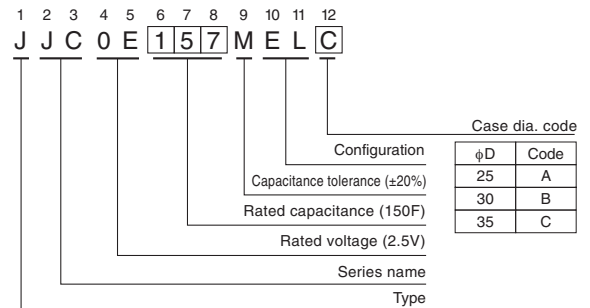 1 2 3 4 5 6 7 8 9 10 11 12
J J C 0 E 1 5 7 M E L C
Case dia. code
φD Code
25 A
30 B
35 C
Configuration
Capacitance tolerance (±20%)
Rated capacitance (150F)
Rated voltage (2.5V)
Series name
Type